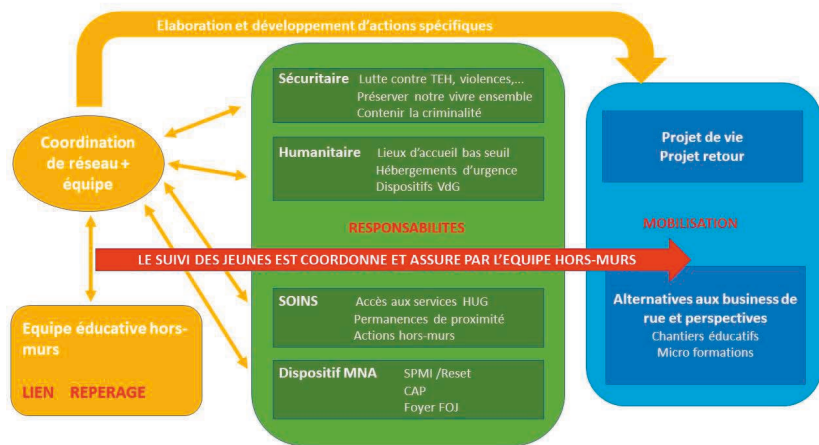 Elaboration et développement d'actions spécifiques
Coordination
de réseau +
équipe
Equipe éducative hors-
murs
LIEN REPERAGE
Sécuritaire Lutte contre TEH, violences,...
Préserver notre vivre ensemble
Contenir la criminalité
Humanitaire Lieux d'accueil bas seuil
Hébergements d'urgence
Dispositifs VdG
RESPONSABILITES
LE SUIVI DES JEUNES EST COORDONNE ET ASSURE PAR L'EQUIPE HORS-MURS
SOINS Accès aux services HUG
Permanences de proximité
Actions hors-murs
Dispositif MNA SPMI /Reset
CAP
Foyer FOJ
Projet de vie
Projet retour
MOBILISATION
Alternatives aux business de
rue et perspectives
Chantiers éducatifs
Micro formations